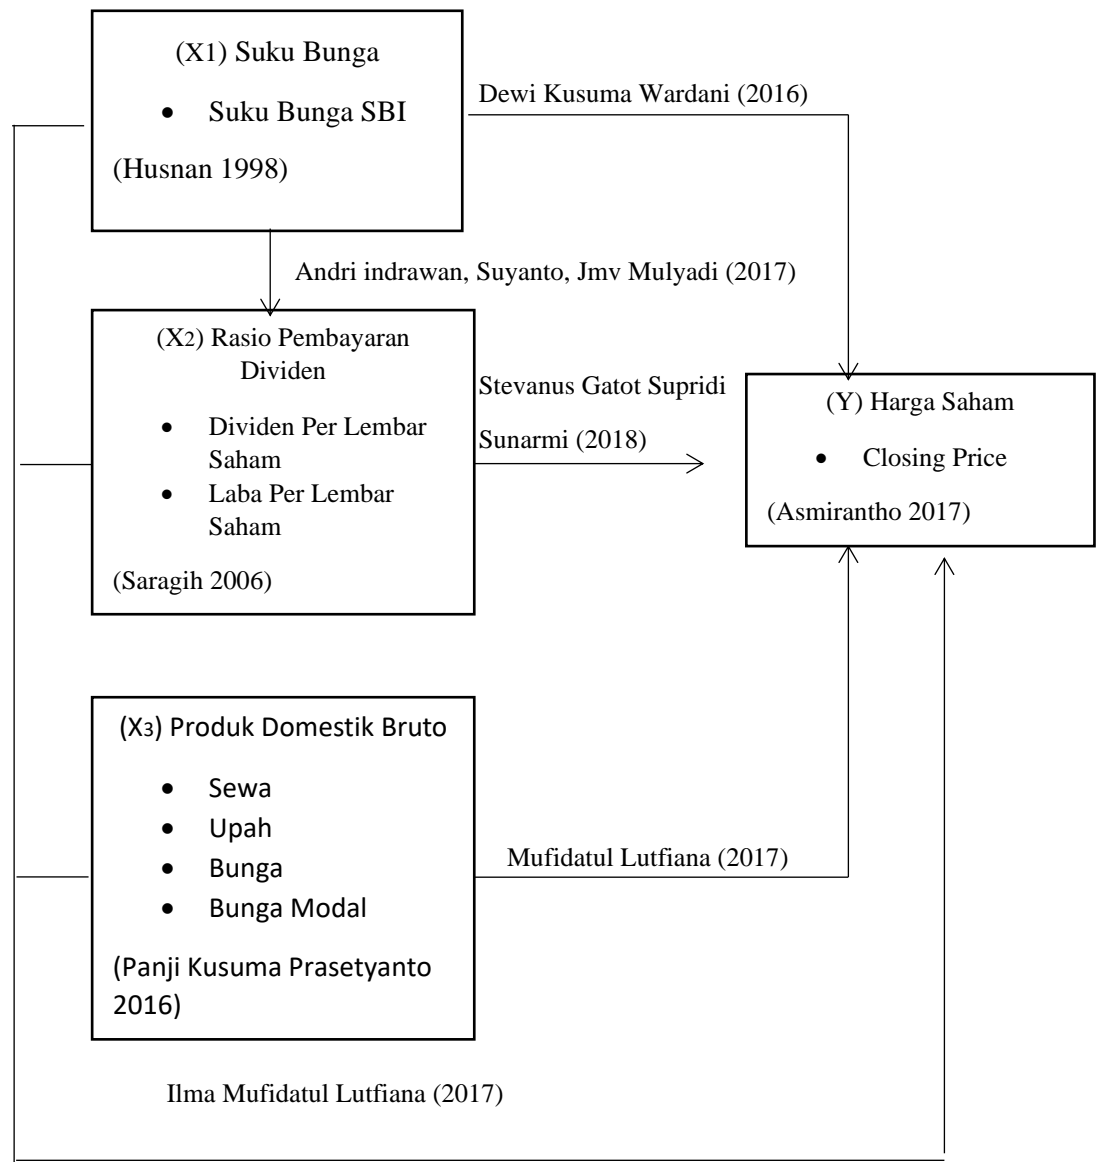 (X1) Suku Bunga
• Suku Bunga SBI
(Husnan 1998)
Dewi Kusuma Wardani (2016)
Andri indrawan, Suyanto, Jmv Mulyadi (2017)
(X2) Rasio Pembayaran
Dividen
• Dividen Per Lembar
Saham
• Laba Per Lembar
Saham
(Saragih 2006)
Stevanus Gatot Supridi
Sunarmi (2018)
(Y) Harga Saham
• Closing Price
(Asmirantho 2017)
(X3) Produk Domestik Bruto
• Sewa
• Upah
• Bunga
• Bunga Modal
(Panji Kusuma Prasetyanto
2016)
Mufidatul Lutfiana (2017)
Ilma Mufidatul Lutfiana (2017)